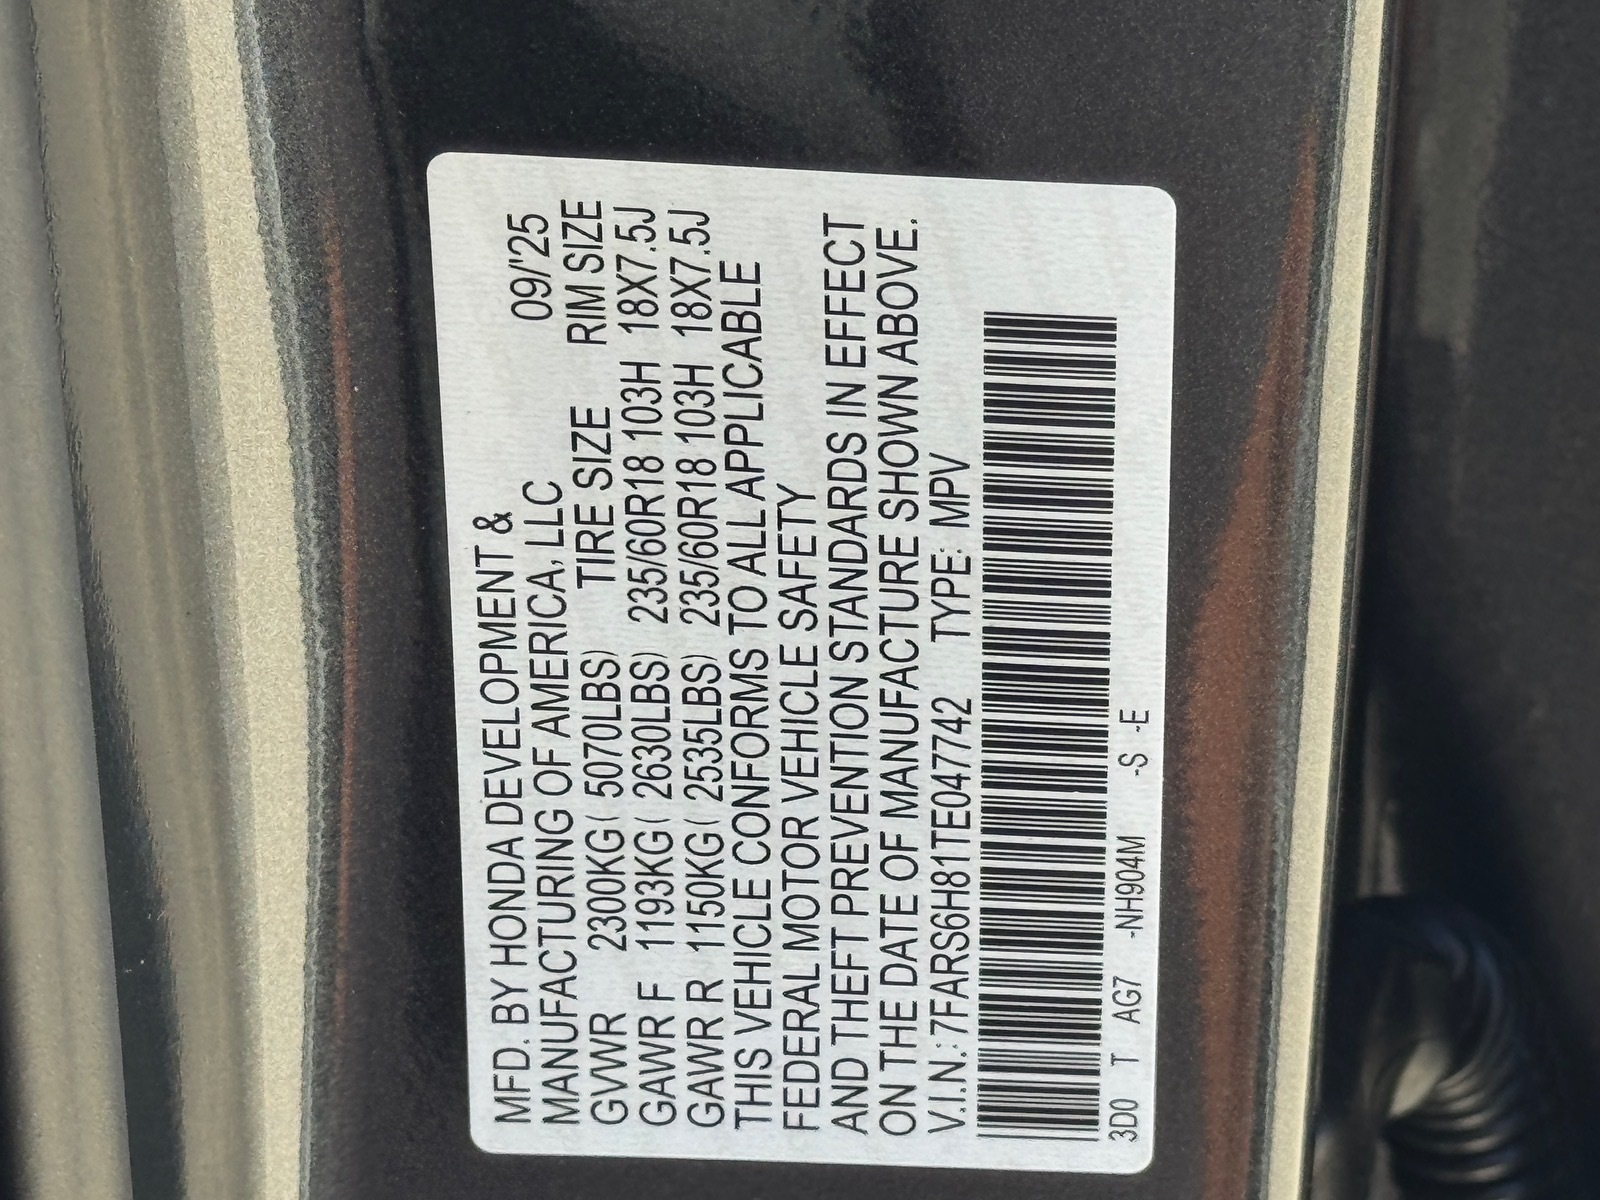 MFD. BY HONDA DEVELOPMENT &
MANUFACTURING OF AMERICA, LLC 09/'25
GVWR 2300KG( 5070LBS) TIRE SIZE RIM SIZE
GAWR F 1193KG( 2630LBS) 235/60R18 103H 18X7.5J
GAWR R 1150KG( 2535LBS) 235/60R18 103H 18X7.5J
THIS VEHICLE CONFORMS TO ALL APPLICABLE
FEDERAL MOTOR VEHICLE SAFETY
AND THEFT PREVENTION STANDARDS IN EFFECT
ON THE DATE OF MANUFACTURE SHOWN ABOVE.
V.I.N.: 7FARS6H81TE047742 TYPE: MPV
3D0 T AG7 -NH904M -S -E